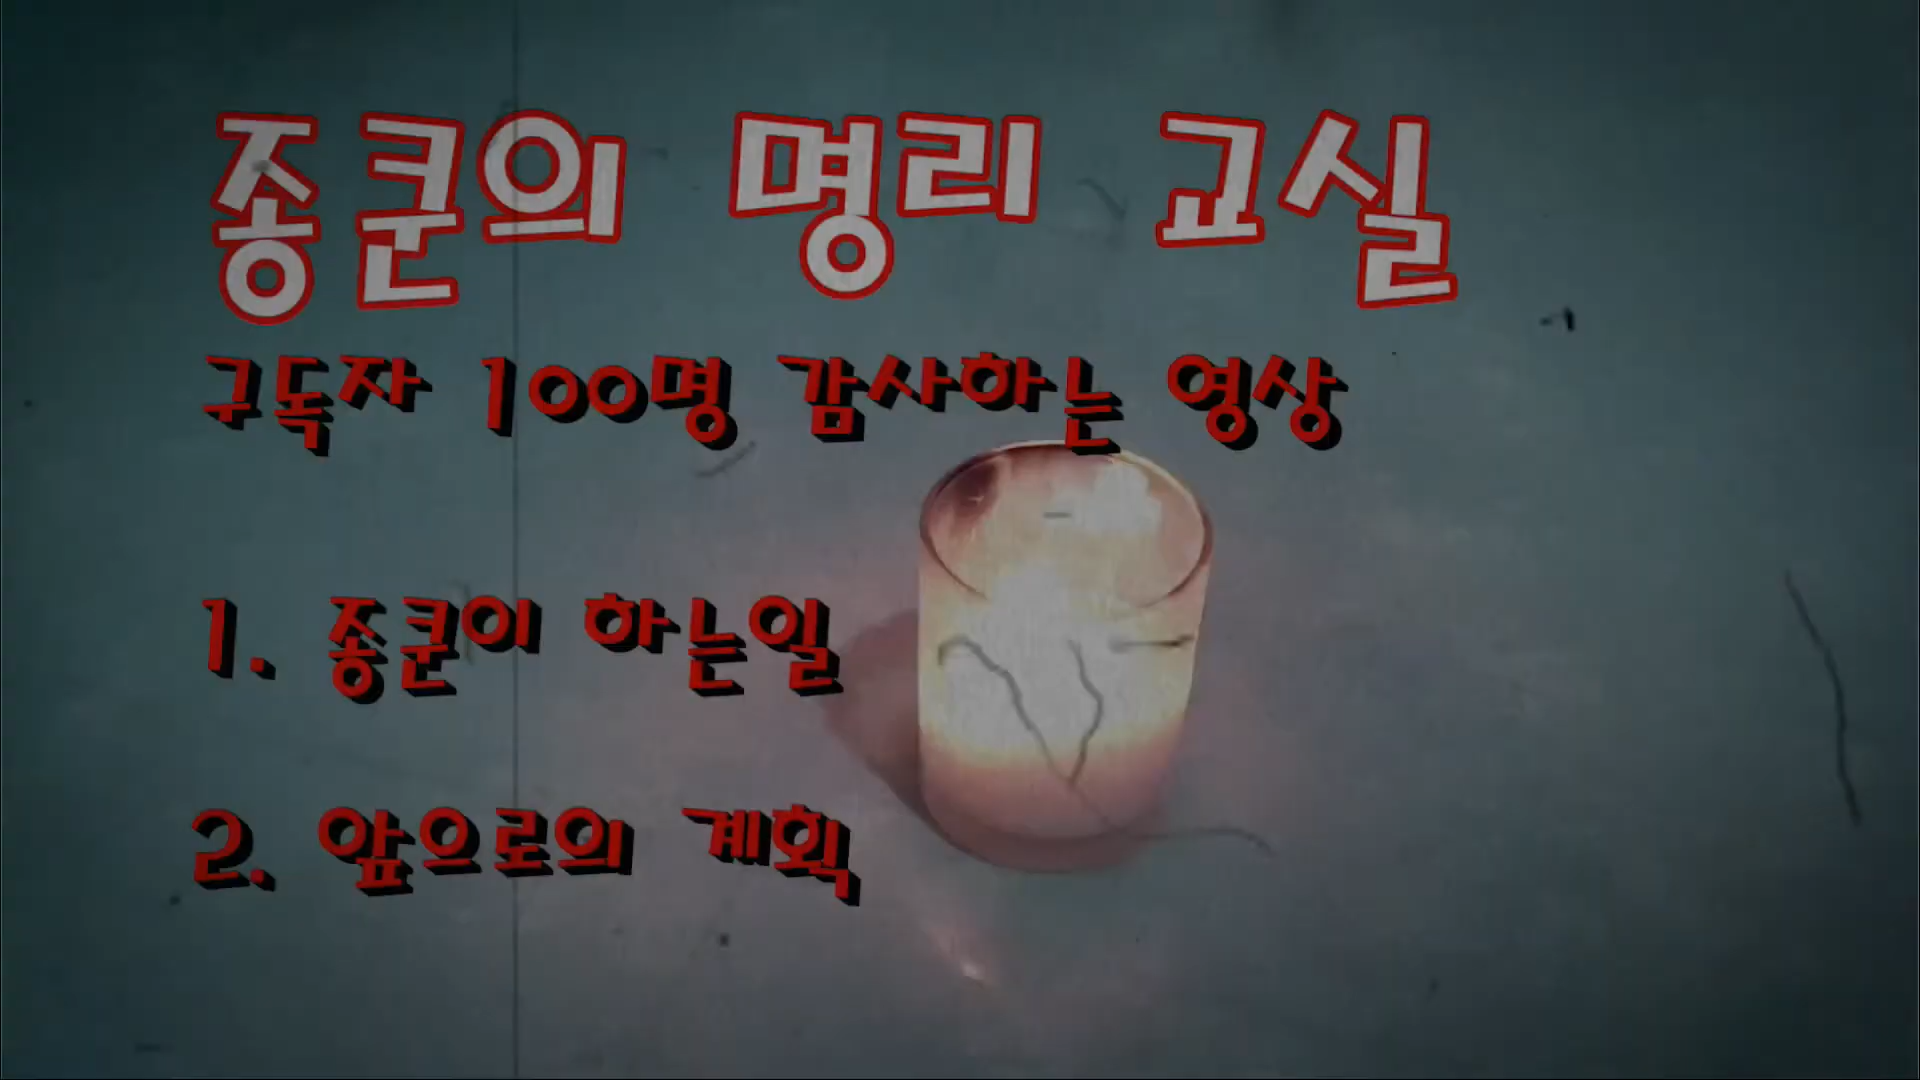 종쿤의 명리 교실
구독자 100명 감사하는 영상
1. 종쿤이 하는일
2. 앞으로의 계획